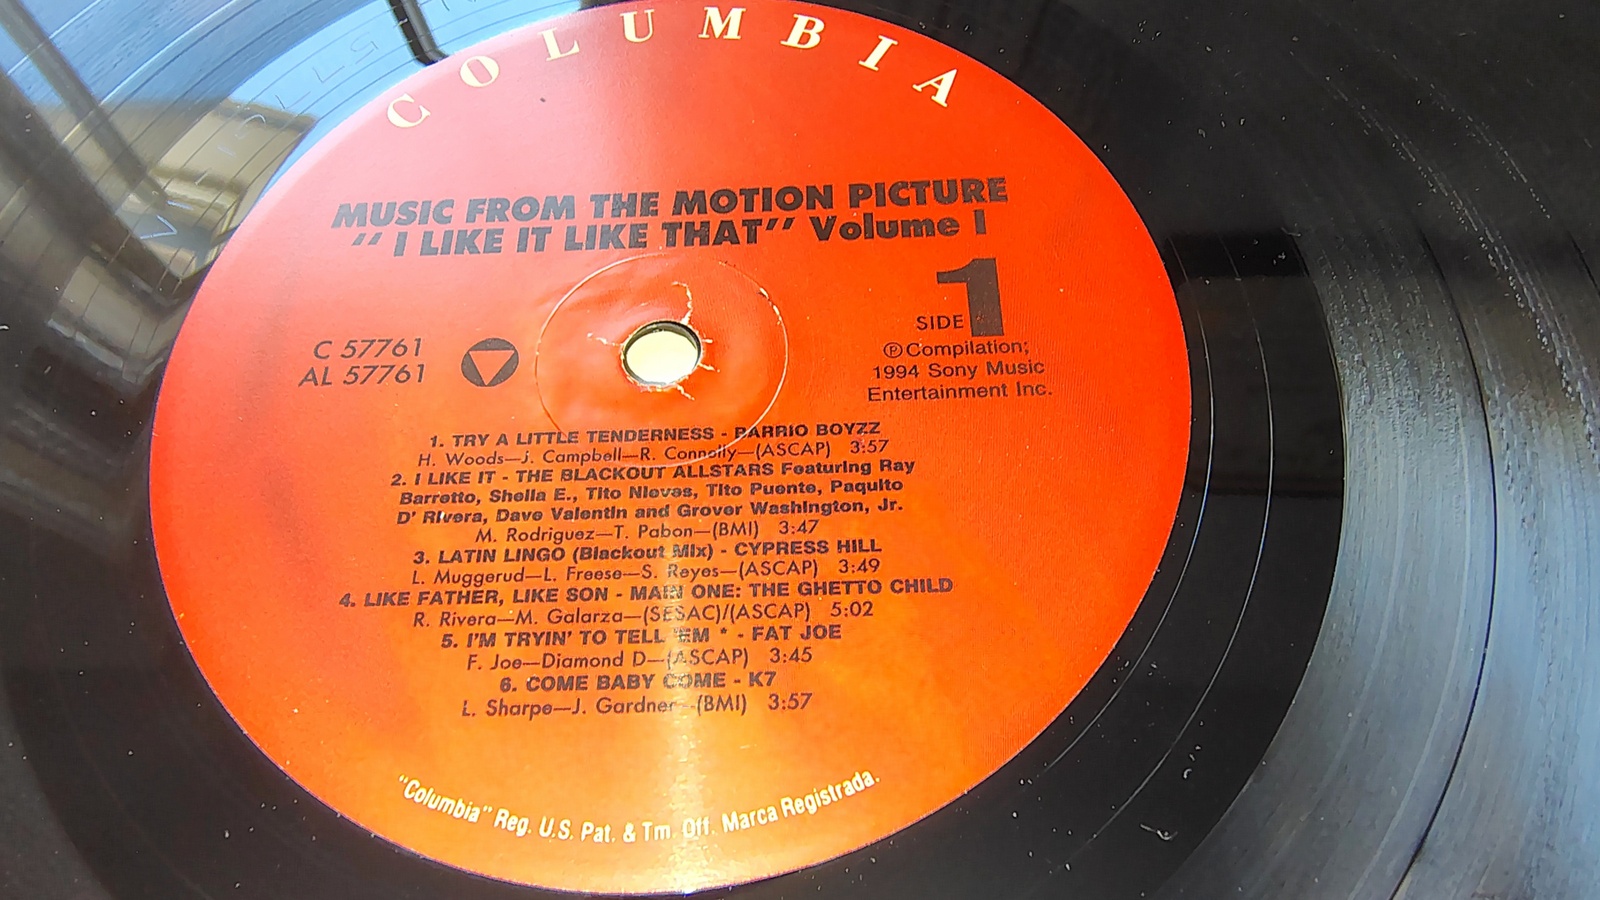 COLUMBIA
MUSIC FROM THE MOTION PICTURE
"I LIKE IT LIKE THAT" Volume I
SIDE 1
C 57761
AL 57761
Ⓟ Compilation;
1994 Sony Music
Entertainment Inc.
1. TRY A LITTLE TENDERNESS - BARRIO BOYZZ
H. Woods—J. Campbell—R. Connolly—(ASCAP) 3:57
2. I LIKE IT - THE BLACKOUT ALLSTARS Featuring Ray
Barretto, Sheila E., Tito Nieves, Tito Puente, Paquito
D' Rivera, Dave Valentin and Grover Washington, Jr.
M. Rodriguez—T. Pabon—(BMI) 3:47
3. LATIN LINGO (Blackout Mix) - CYPRESS HILL
L. Muggerud—L. Freese—S. Reyes—(ASCAP) 3:49
4. LIKE FATHER, LIKE SON - MAIN ONE: THE GHETTO CHILD
R. Rivera—M. Galarza—(SESAC)/(ASCAP) 5:02
5. I'M TRYIN' TO TELL 'EM * - FAT JOE
F. Joe—Diamond D—(ASCAP) 3:45
6. COME BABY COME - K7
L. Sharpe—J. Gardner—(BMI) 3:57
"Columbia" Reg. U.S. Pat. & Tm. Off. Marca Registrada.